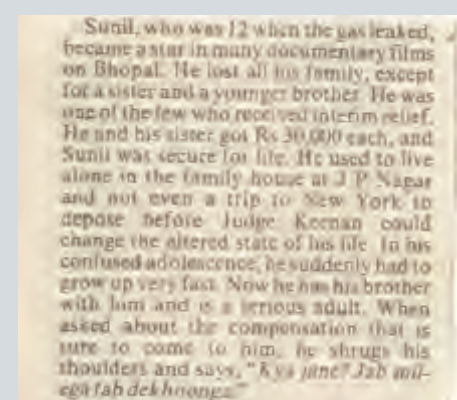 Sunil, who was 12 when the gas leaked,
became a star in many documentary films
on Bhopal. He lost all his family, except
for a sister and a younger brother. He was
one of the few who received interim relief.
He and his sister got Rs 30,000 each, and
Sunil was secure for life. He used to live
alone in the family house at J P Nagar
and not even a trip to New York to
depose before Judge Keenan could
change the altered state of his life. In his
confused adolescence, he suddenly had to
grow up very fast. Now he has his brother
with him and is a serious adult. When
asked about the compensation that is
sure to come to him, he shrugs his
shoulders and says, "Kya jane? Jab mil-
ega tab dekhoonga."